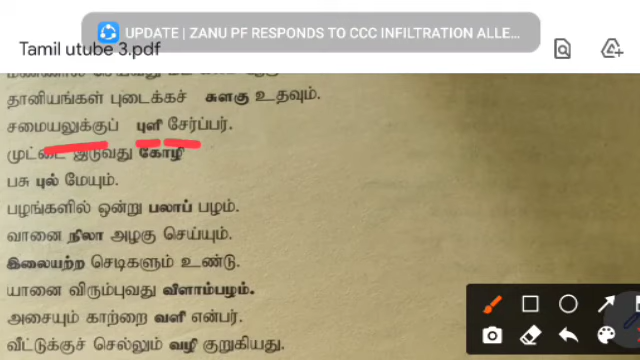 UPDATE | ZANU PF RESPONDS TO CCC INFILTRATION ALLE...
Tamil utube 3.pdf
தானியங்கள் புடைக்கச் சுளகு உதவும்.
சமையலுக்குப் புளி சேர்ப்பர்.
முட்டை இடுவது கோழி
பசு புல் மேயும்.
பழங்களில் ஒன்று பலாப் பழம்.
வானை நிலா அழகு செய்யும்.
இலையற்ற செடிகளும் உண்டு.
யானை விரும்புவது விளாம்பழம்.
அசையும் காற்றை வளி என்பர்.
வீட்டுக்குச் செல்லும் வழி குறுகியது.